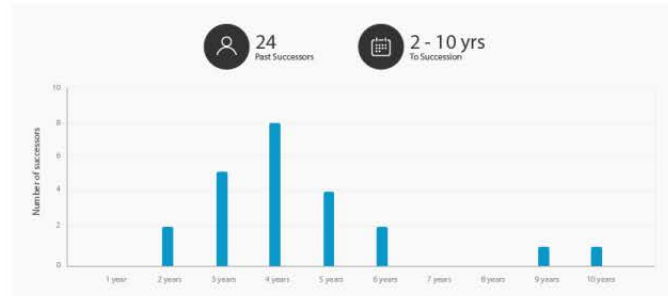 24
Past Successors
2 - 10 yrs
To Succession
Number of successors
10
8
6
4
2
0
1 year
2 years
3 years
4 years
5 years
6 years
7 years
8 years
9 years
10 years